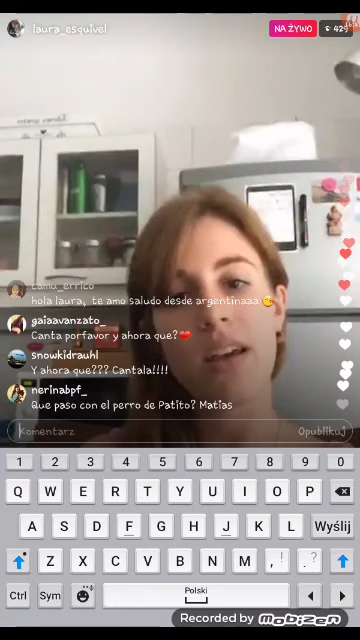 laura_esquivel
NA ŻYWO
429
camu_errico
hola laura, te amo saludo desde argentinaaa 😋
gaiaavanzato_
Canta porfavor y ahora que?❤️
snowkidrauhl
Y ahora que??? Cantala!!!!
nerinabpf_
Que paso con el perro de Patito? Matias
Komentarz
Opublikuj
1 2 3 4 5 6 7 8 9 0
Q W E R T Y U I O P
A S D F G H J K L Wyślij
Z X C V B N M , ! . ?
Ctrl Sym Polski
Recorded by MOBIZEN